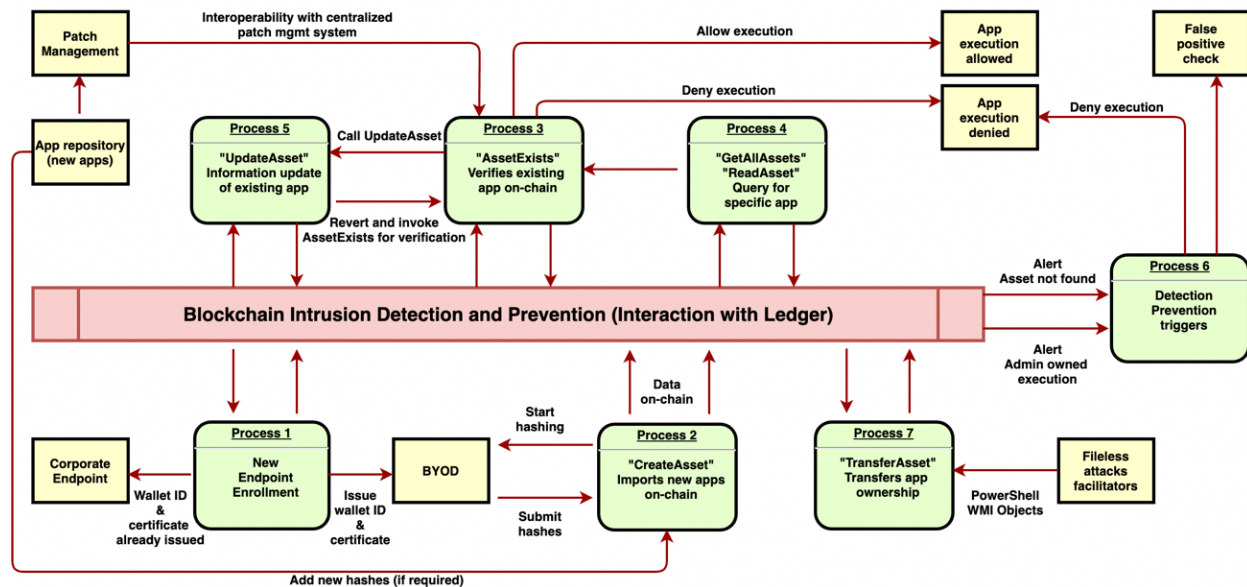 Interoperability with centralized
patch mgmt system
Patch
Management
Allow execution
App
execution
allowed
False
positive
check
Deny execution
App
execution
denied
Deny execution
App repository
(new apps)
Process 5
"UpdateAsset"
Information update
of existing app
Call UpdateAsset
Revert and invoke
AssetExists for verification
Process 3
"AssetExists"
Verifies existing
app on-chain
Process 4
"GetAllAssets"
"ReadAsset"
Query for
specific app
Blockchain Intrusion Detection and Prevention (Interaction with Ledger)
Alert
Asset not found
Alert
Admin owned
execution
Process 6
Detection
Prevention
triggers
Corporate
Endpoint
Wallet ID
&
certificate
already issued
Process 1
New
Endpoint
Enrollment
Issue
wallet ID
&
certificate
BYOD
Start
hashing
Submit
hashes
Data
on-chain
Process 2
"CreateAsset"
Imports new apps
on-chain
Process 7
"TransferAsset"
Transfers app
ownership
PowerShell
WMI Objects
Fileless
attacks
facilitators
Add new hashes (if required)